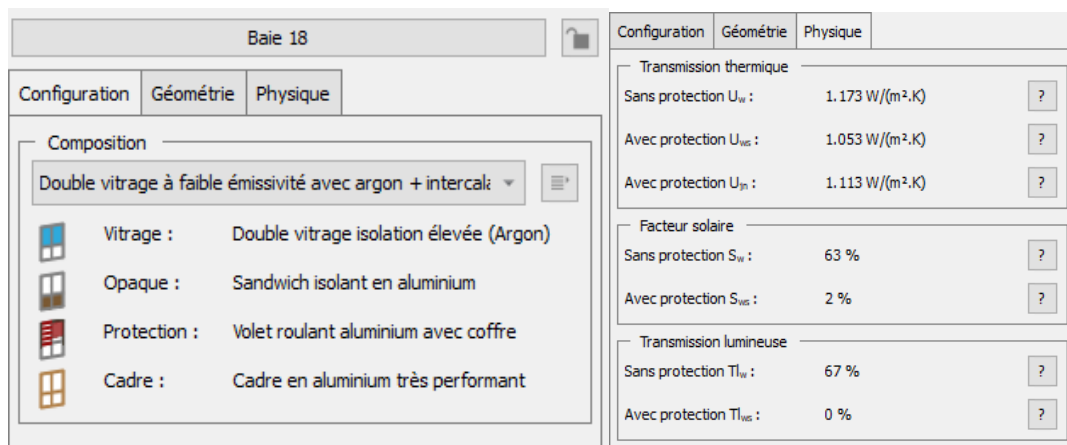 Baie 18
Configuration Géométrie Physique
Composition
Double vitrage à faible émissivité avec argon + intercala
Vitrage : Double vitrage isolation élevée (Argon)
Opaque : Sandwich isolant en aluminium
Protection : Volet roulant aluminium avec coffre
Cadre : Cadre en aluminium très performant
Configuration Géométrie Physique
Transmission thermique
Sans protection Uw : 1.173 W/(m².K) ?
Avec protection Uws : 1.053 W/(m².K) ?
Avec protection Ujn : 1.113 W/(m².K) ?
Facteur solaire
Sans protection Sw : 63 % ?
Avec protection Sws : 2 % ?
Transmission lumineuse
Sans protection Tlw : 67 % ?
Avec protection Tlws : 0 % ?